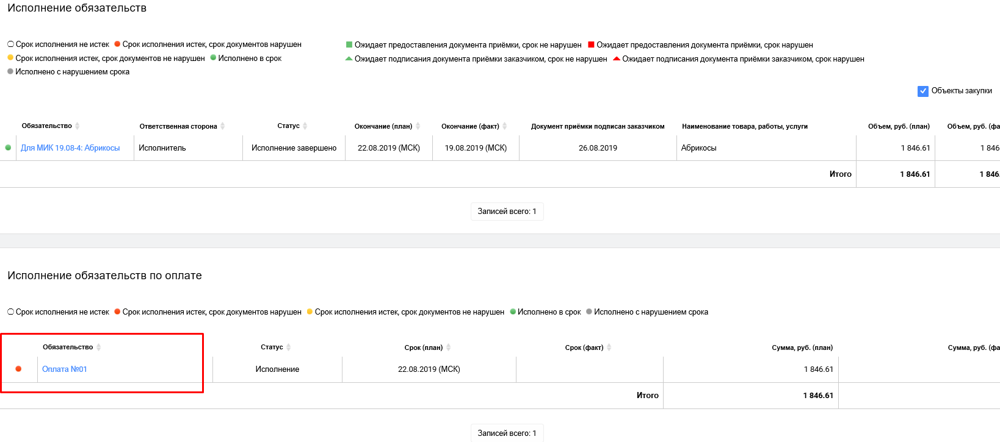 Исполнение обязательств
Срок исполнения не истек Срок исполнения истек, срок документов нарушен
Срок исполнения истек, срок документов не нарушен Исполнено в срок
Исполнено с нарушением срока
Ожидает предоставления документа приёмки, срок не нарушен Ожидает предоставления документа приёмки, срок нарушен
Ожидает подписания документа приёмки заказчиком, срок не нарушен Ожидает подписания документа приёмки заказчиком, срок нарушен
Объекты закупки
Обязательство Ответственная сторона Статус Окончание (план) Окончание (факт) Документ приёмки подписан заказчиком Наименование товара, работы, услуги Объем, руб. (план) Объем, руб. (фа
Для МИК 19.08-4: Абрикосы Исполнитель Исполнение завершено 22.08.2019 (МСК) 19.08.2019 (МСК) 26.08.2019 Абрикосы 1 846.61 1 846
Итого 1 846.61 1 846.
Записей всего: 1
Исполнение обязательств по оплате
Срок исполнения не истек Срок исполнения истек, срок документов нарушен Срок исполнения истек, срок документов не нарушен Исполнено в срок Исполнено с нарушением срока
Обязательство Статус Срок (план) Срок (факт) Сумма, руб. (план) Сумма, руб. (фа
Оплата №01 Исполнение 22.08.2019 (МСК) 1 846.61
Итого 1 846.61
Записей всего: 1